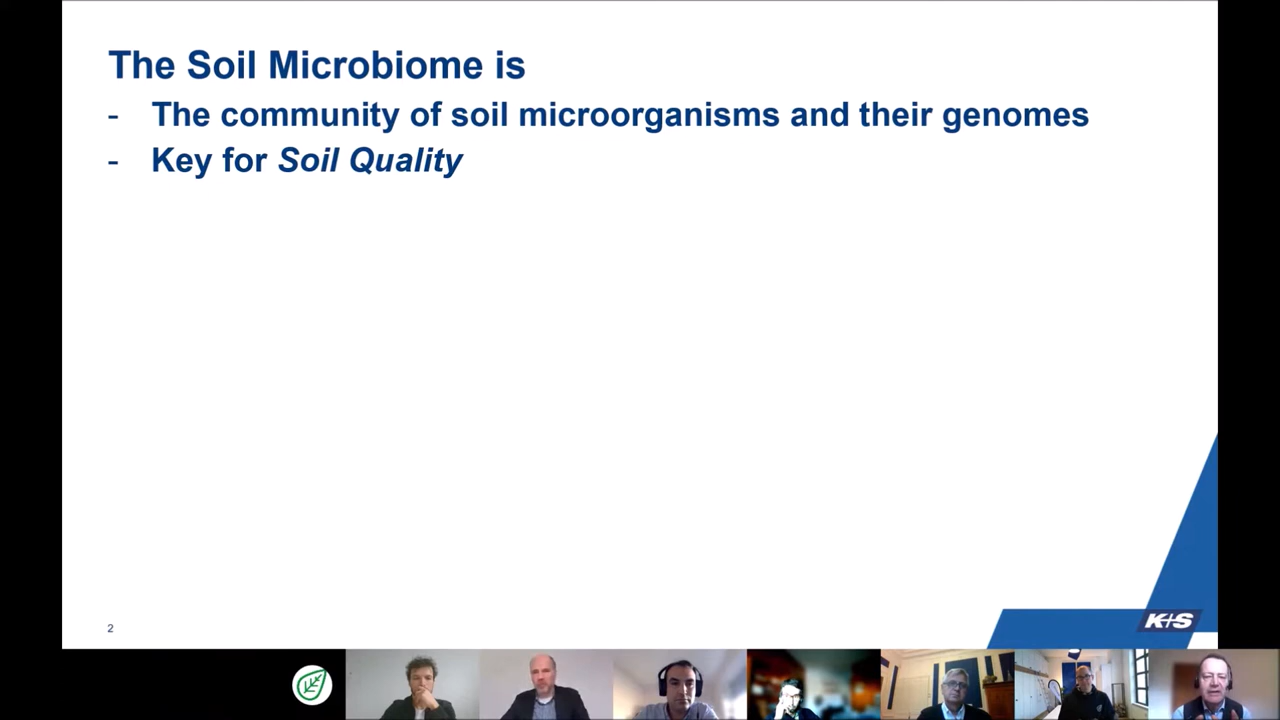 The Soil Microbiome is
- The community of soil microorganisms and their genomes
- Key for Soil Quality
2
K+S